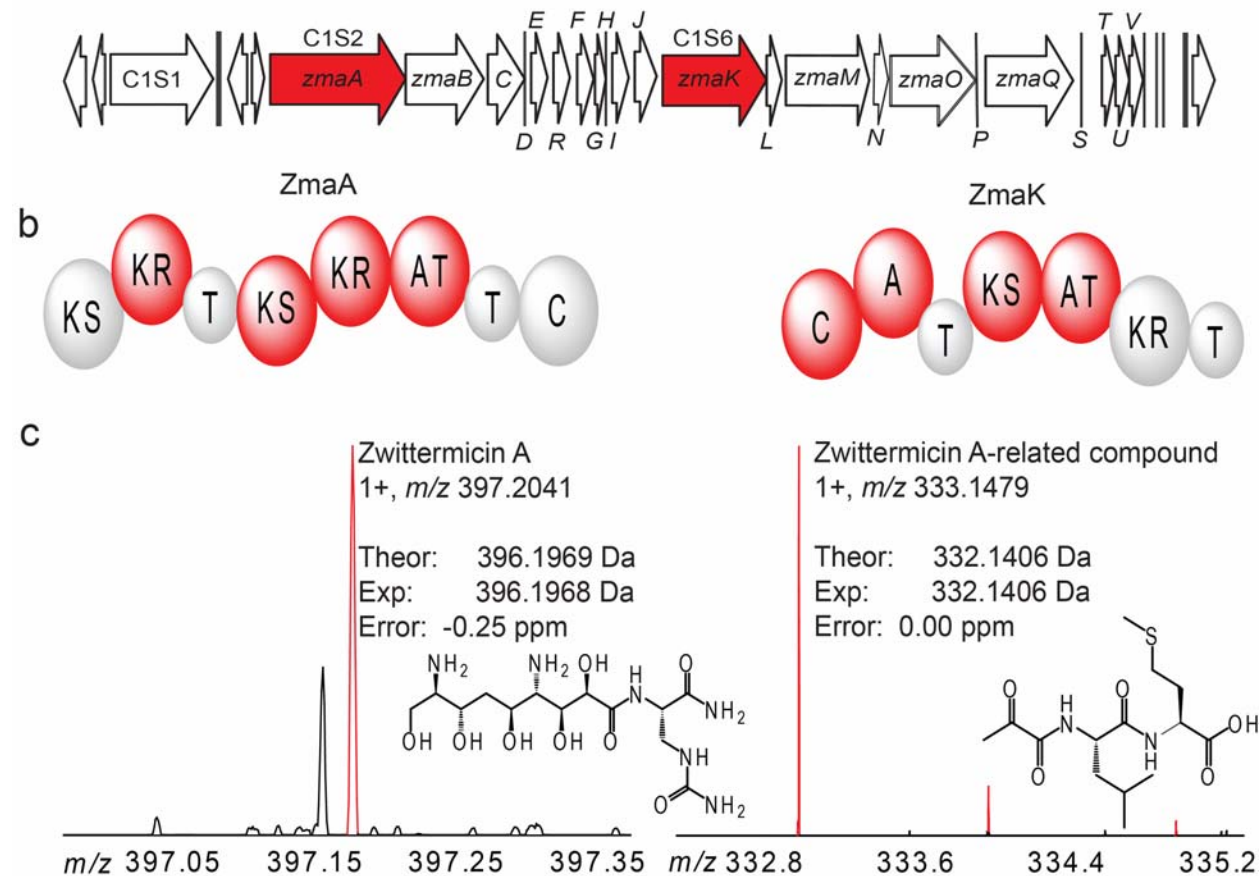 E F H J T V
C1S2 C1S6
C1S1 zmaA zmaB C zmaK zmaM zmaO zmaQ
D R G I L N P S U
ZmaA ZmaK
b
KS KR T KS KR AT T C
C A T KS AT KR T
c
Zwittermicin A
1+, m/z 397.2041
Theor: 396.1969 Da
Exp: 396.1968 Da
Error: -0.25 ppm
NH2 NH2 OH H N O NH2
OH OH OH OH O NH
O NH2
Zwittermicin A-related compound
1+, m/z 333.1479
Theor: 332.1406 Da
Exp: 332.1406 Da
Error: 0.00 ppm
S
O H N O OH
O N H O
m/z 397.05 397.15 397.25 397.35
m/z 332.8 333.6 334.4 335.2